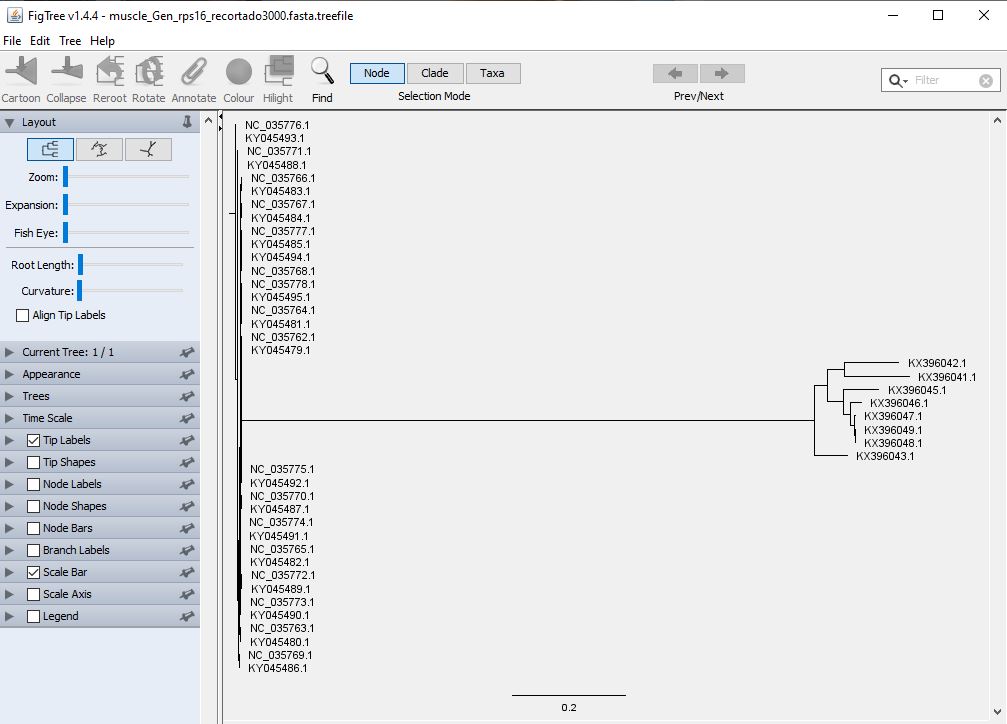 FigTree v1.4.4 - muscle_Gen_rps16_recortado3000.fasta.treefile
File Edit Tree Help
Cartoon Collapse Reroot Rotate Annotate Colour Hilight Find
Node Clade Taxa
Selection Mode
Prev/Next
Filter
Layout
Zoom:
Expansion:
Fish Eye:
Root Length:
Curvature:
Align Tip Labels
Current Tree: 1 / 1
Appearance
Trees
Time Scale
Tip Labels
Tip Shapes
Node Labels
Node Shapes
Node Bars
Branch Labels
Scale Bar
Scale Axis
Legend
NC_035776.1
KY045493.1
NC_035771.1
KY045488.1
NC_035766.1
KY045483.1
NC_035767.1
KY045484.1
NC_035777.1
KY045485.1
KY045494.1
NC_035768.1
NC_035778.1
KY045495.1
NC_035764.1
KY045481.1
NC_035762.1
KY045479.1
KX396042.1
KX396041.1
KX396045.1
KX396046.1
KX396047.1
KX396049.1
KX396048.1
KX396043.1
NC_035775.1
KY045492.1
NC_035770.1
KY045487.1
NC_035774.1
KY045491.1
NC_035765.1
KY045482.1
NC_035772.1
KY045489.1
NC_035773.1
KY045490.1
NC_035763.1
KY045480.1
NC_035769.1
KY045486.1
0.2